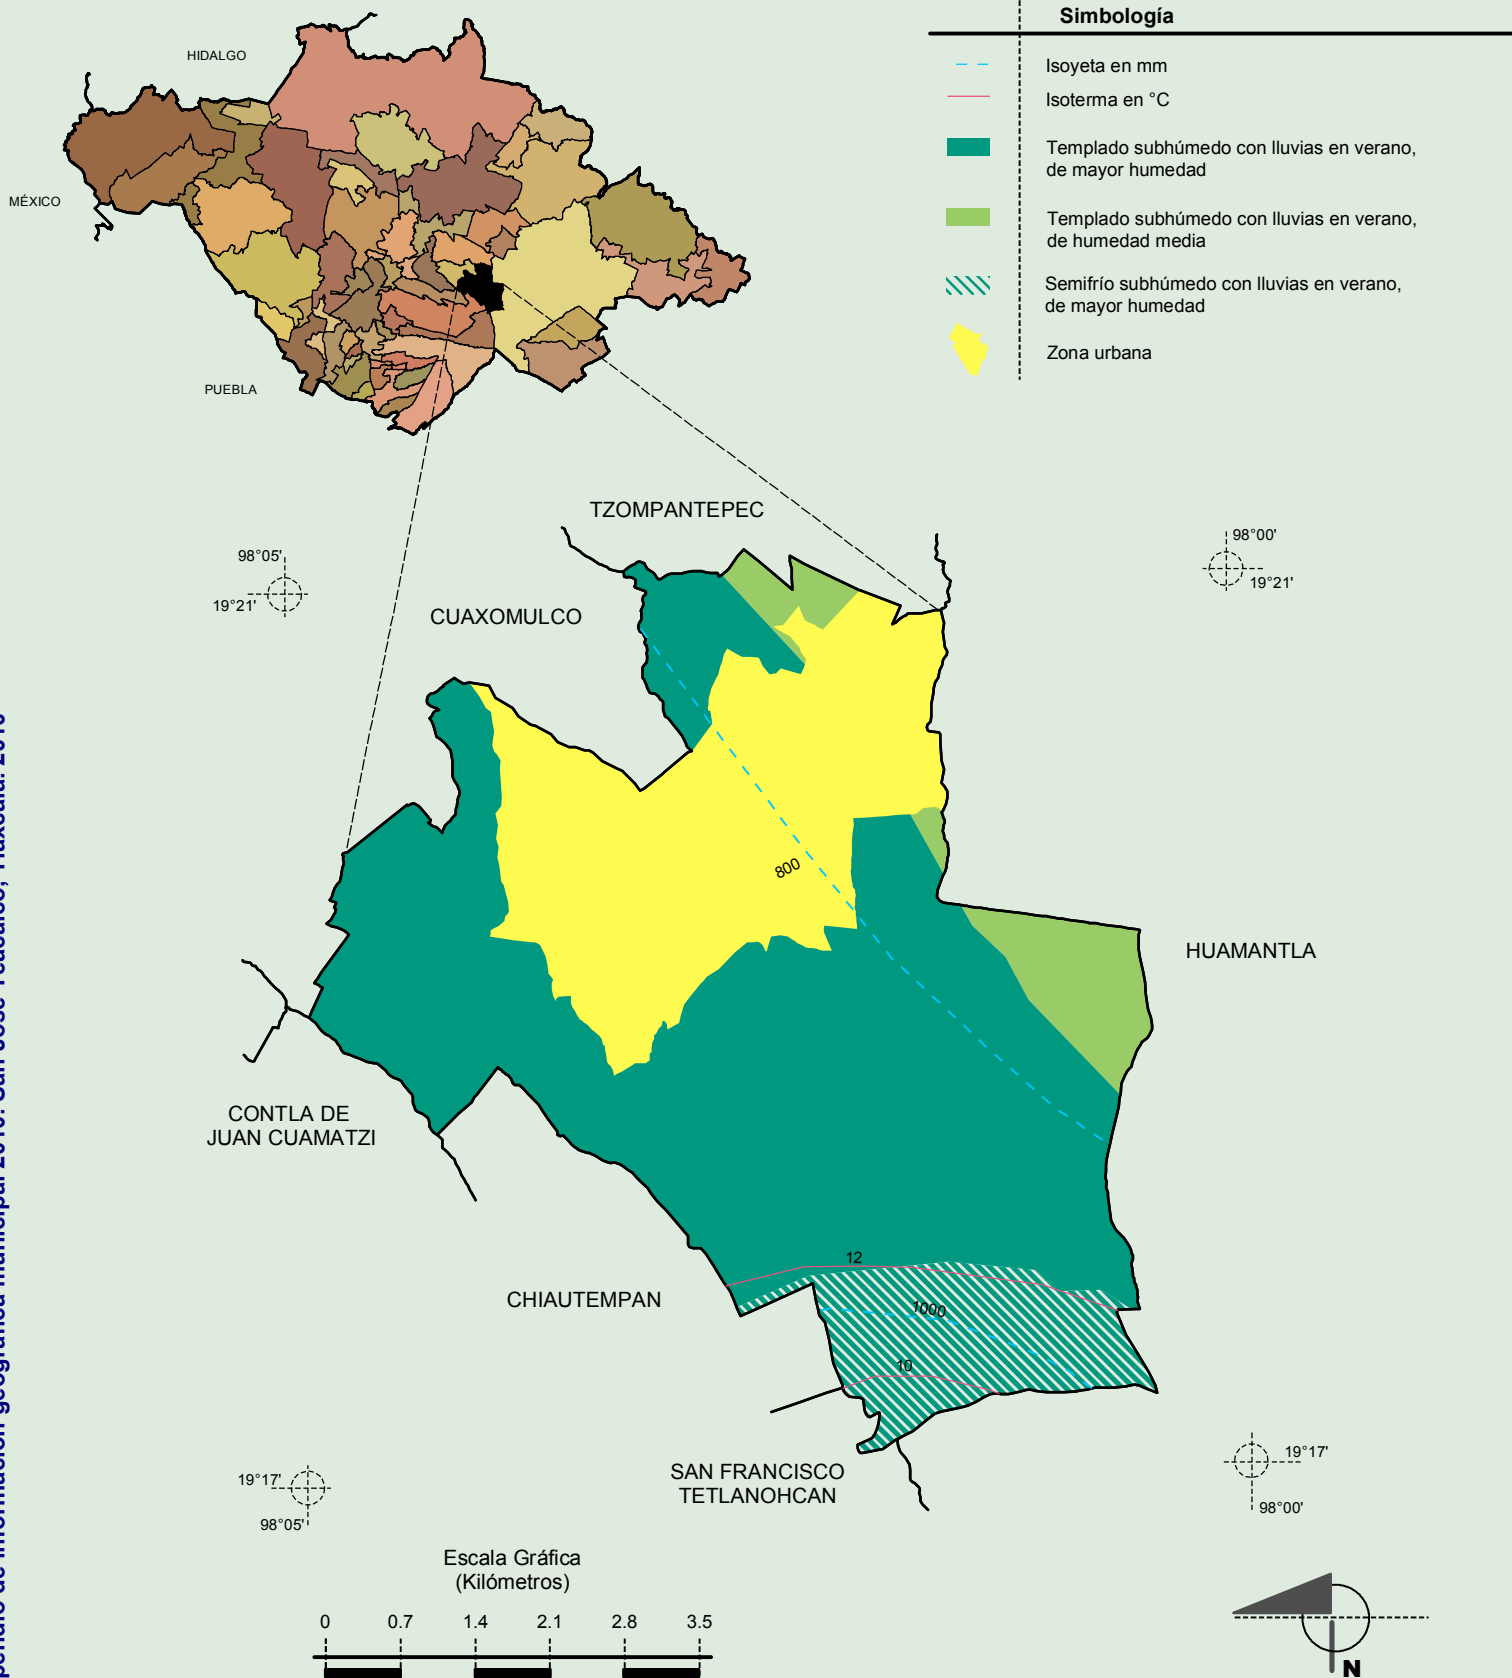 Simbología
Isoyeta en mm
Isoterma en °C
Templado subhúmedo con lluvias en verano,
de mayor humedad
Templado subhúmedo con lluvias en verano,
de humedad media
Semifrío subhúmedo con lluvias en verano,
de mayor humedad
Zona urbana
HIDALGO
MÉXICO
PUEBLA
TZOMPANTEPEC
98°05'
19°21'
98°00'
19°21'
CUAXOMULCO
800
HUAMANTLA
CONTLA DE
JUAN CUAMATZI
12
CHIAUTEMPAN
1000
10
SAN FRANCISCO
TETLANOHCAN
19°17'
98°05'
19°17'
98°00'
Escala Gráfica
(Kilómetros)
0 0.7 1.4 2.1 2.8 3.5
N